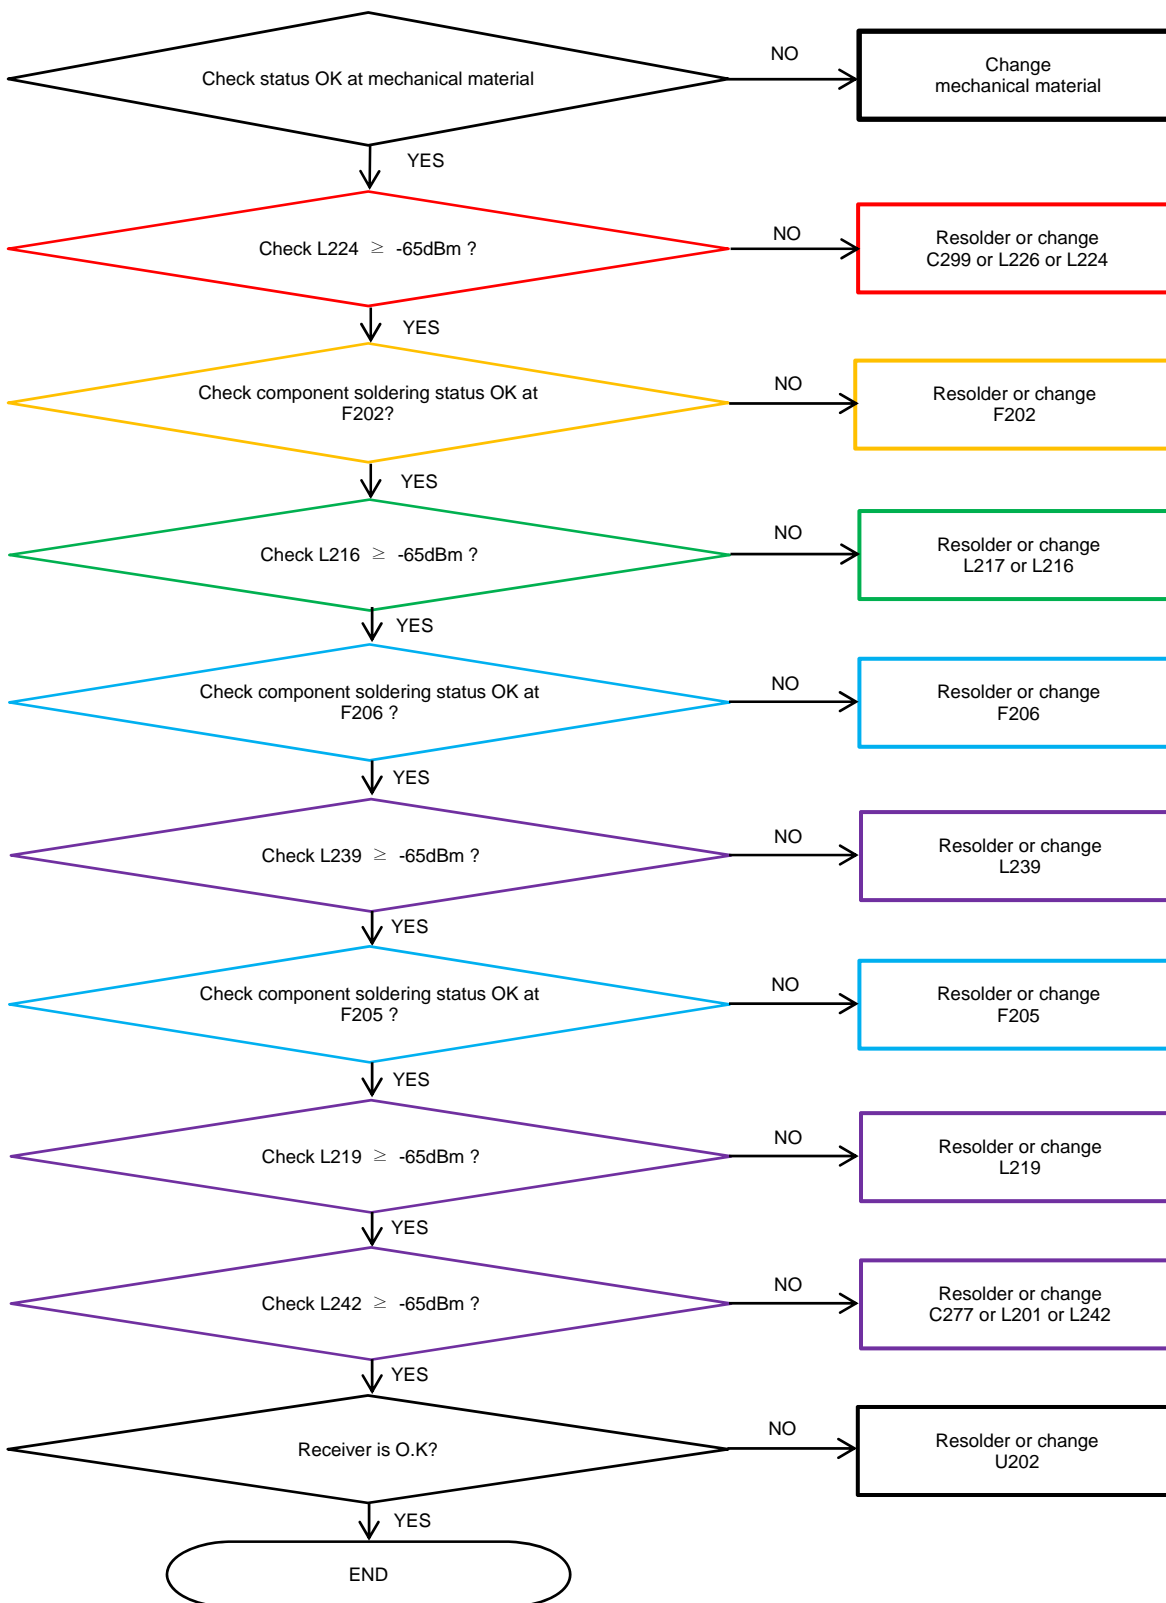 Check status OK at mechanical material
NO
Change
mechanical material
YES
Check L224 ≥ -65dBm ?
NO
Resolder or change
C299 or L226 or L224
YES
Check component soldering status OK at
F202?
NO
Resolder or change
F202
YES
Check L216 ≥ -65dBm ?
NO
Resolder or change
L217 or L216
YES
Check component soldering status OK at
F206 ?
NO
Resolder or change
F206
YES
Check L239 ≥ -65dBm ?
NO
Resolder or change
L239
YES
Check component soldering status OK at
F205 ?
NO
Resolder or change
F205
YES
Check L219 ≥ -65dBm ?
NO
Resolder or change
L219
YES
Check L242 ≥ -65dBm ?
NO
Resolder or change
C277 or L201 or L242
YES
Receiver is O.K?
NO
Resolder or change
U202
YES
END